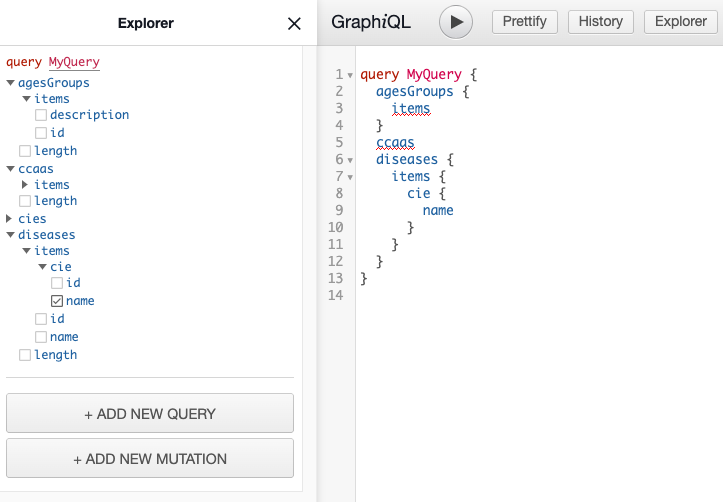 Explorer
query MyQuery
agesGroups
items
description
id
length
ccaas
items
length
cies
diseases
items
cie
id
name
id
name
length
+ ADD NEW QUERY
+ ADD NEW MUTATION
GraphiQL
Prettify
History
Explorer
1 query MyQuery {
2 agesGroups {
3 items
4 }
5 ccaas
6 diseases {
7 items {
8 cie {
9 name
10 }
11 }
12 }
13 }
14